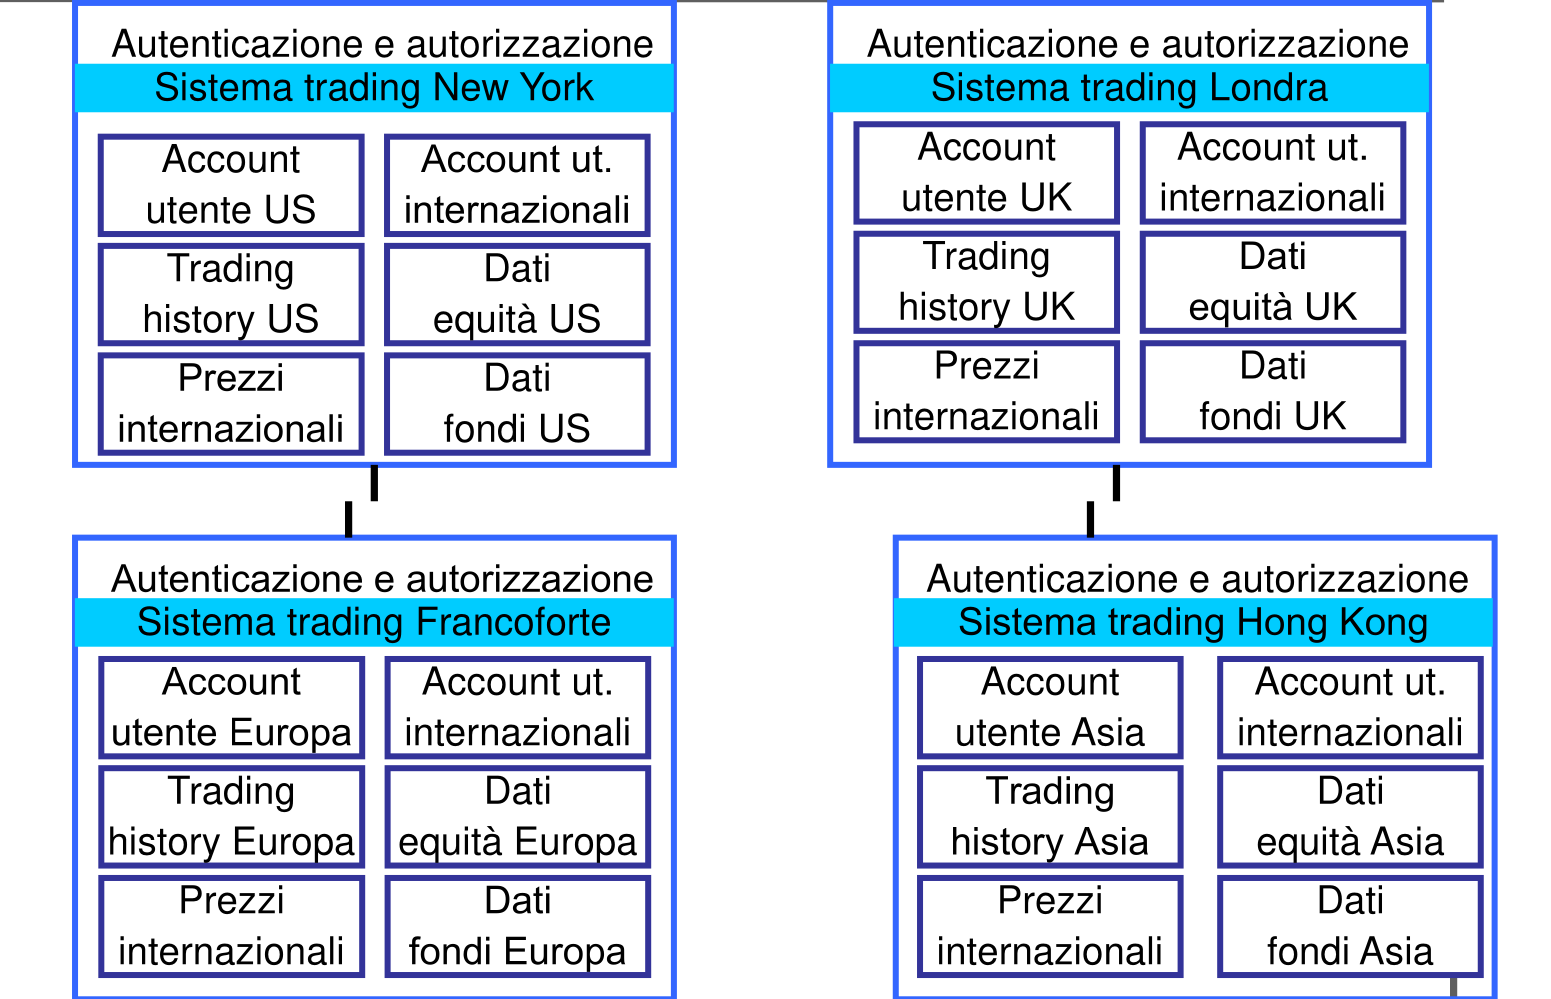 Autenticazione e autorizzazione
Sistema trading New York
Account
utente US
Account ut.
internazionali
Trading
history US
Dati
equità US
Prezzi
internazionali
Dati
fondi US
Autenticazione e autorizzazione
Sistema trading Londra
Account
utente UK
Account ut.
internazionali
Trading
history UK
Dati
equità UK
Prezzi
internazionali
Dati
fondi UK
Autenticazione e autorizzazione
Sistema trading Francoforte
Account
utente Europa
Account ut.
internazionali
Trading
history Europa
Dati
equità Europa
Prezzi
internazionali
Dati
fondi Europa
Autenticazione e autorizzazione
Sistema trading Hong Kong
Account
utente Asia
Account ut.
internazionali
Trading
history Asia
Dati
equità Asia
Prezzi
internazionali
Dati
fondi Asia